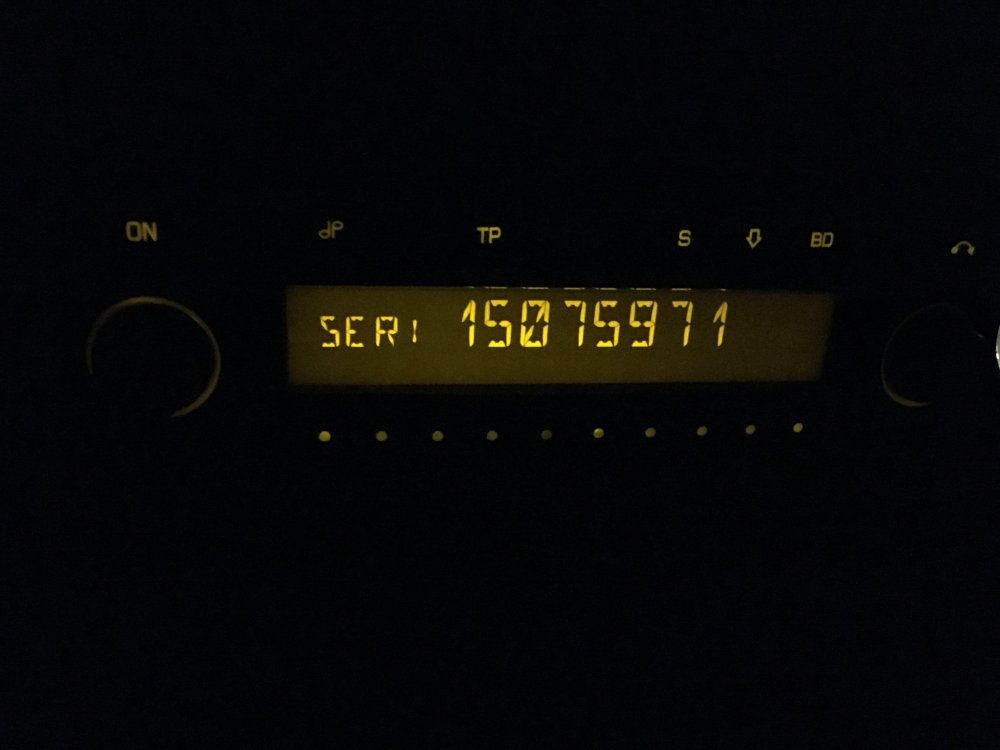 ON TP S BD
SERI 15075971